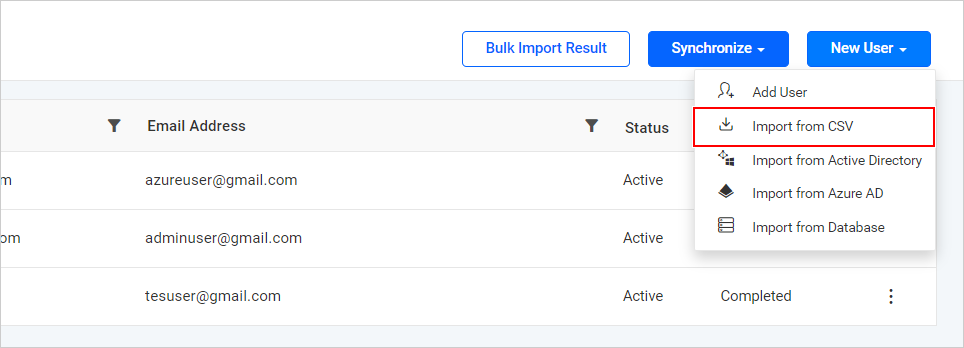 Bulk Import Result
Synchronize
New User
Add User
Import from CSV
Import from Active Directory
Import from Azure AD
Import from Database
Email Address
Status
om
azureuser@gmail.com
Active
com
adminuser@gmail.com
Active
tesuser@gmail.com
Active
Completed